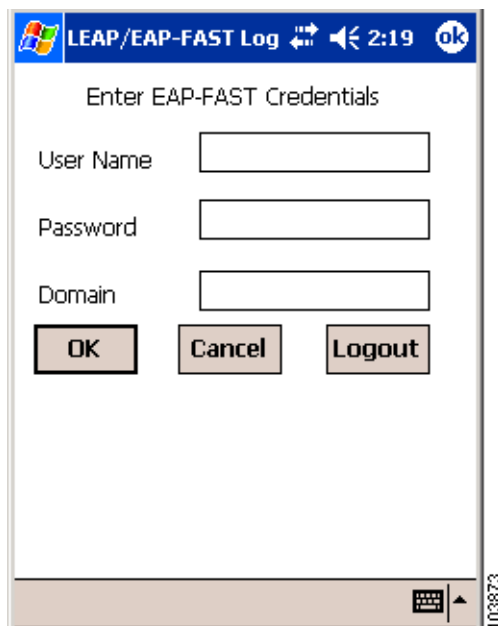 LEAP/EAP-FAST Log 2:19 ok
Enter EAP-FAST Credentials
User Name
Password
Domain
OK Cancel Logout
103873